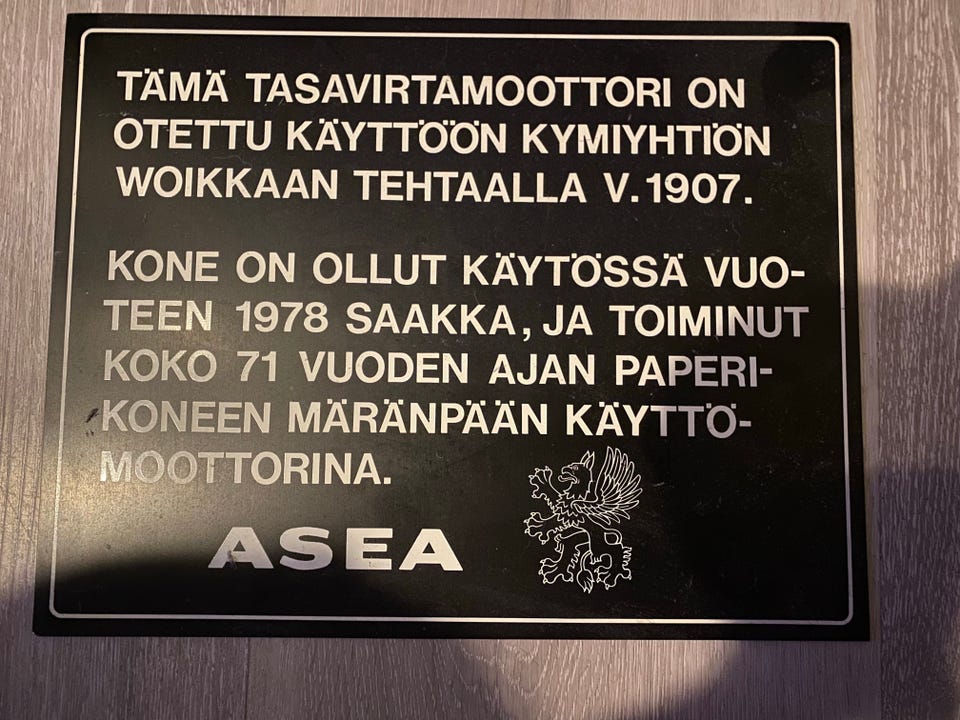 TÄMÄ TASAVIRTAMOOTTORI ON
OTETTU KÄYTTÖÖN KYMIYHTIÖN
WOIKKAAN TEHTAALLA V.1907.
KONE ON OLLUT KÄYTÖSSÄ VUO-
TEEN 1978 SAAKKA, JA TOIMINUT
KOKO 71 VUODEN AJAN PAPERI-
KONEEN MÄRÄNPÄÄN KÄYTTÖ-
MOOTTORINA.
ASEA